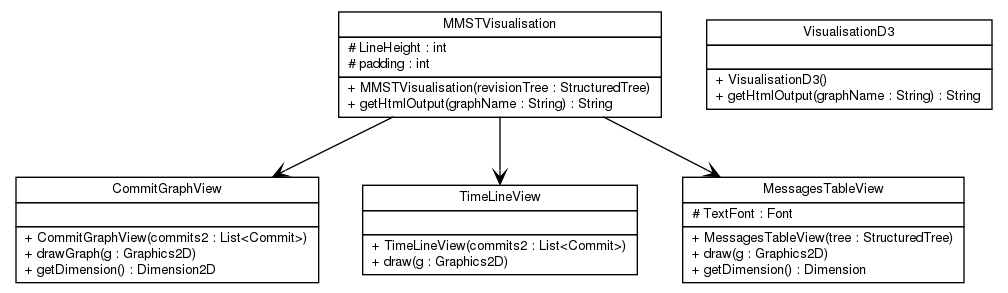 MMSTVisualisation
# LineHeight : int
# padding : int
+ MMSTVisualisation(revisionTree : StructuredTree)
+ getHtmlOutput(graphName : String) : String
VisualisationD3
+ VisualisationD3()
+ getHtmlOutput(graphName : String) : String
CommitGraphView
+ CommitGraphView(commits2 : List<Commit>)
+ drawGraph(g : Graphics2D)
+ getDimension() : Dimension2D
TimeLineView
+ TimeLineView(commits2 : List<Commit>)
+ draw(g : Graphics2D)
MessagesTableView
# TextFont : Font
+ MessagesTableView(tree : StructuredTree)
+ draw(g : Graphics2D)
+ getDimension() : Dimension